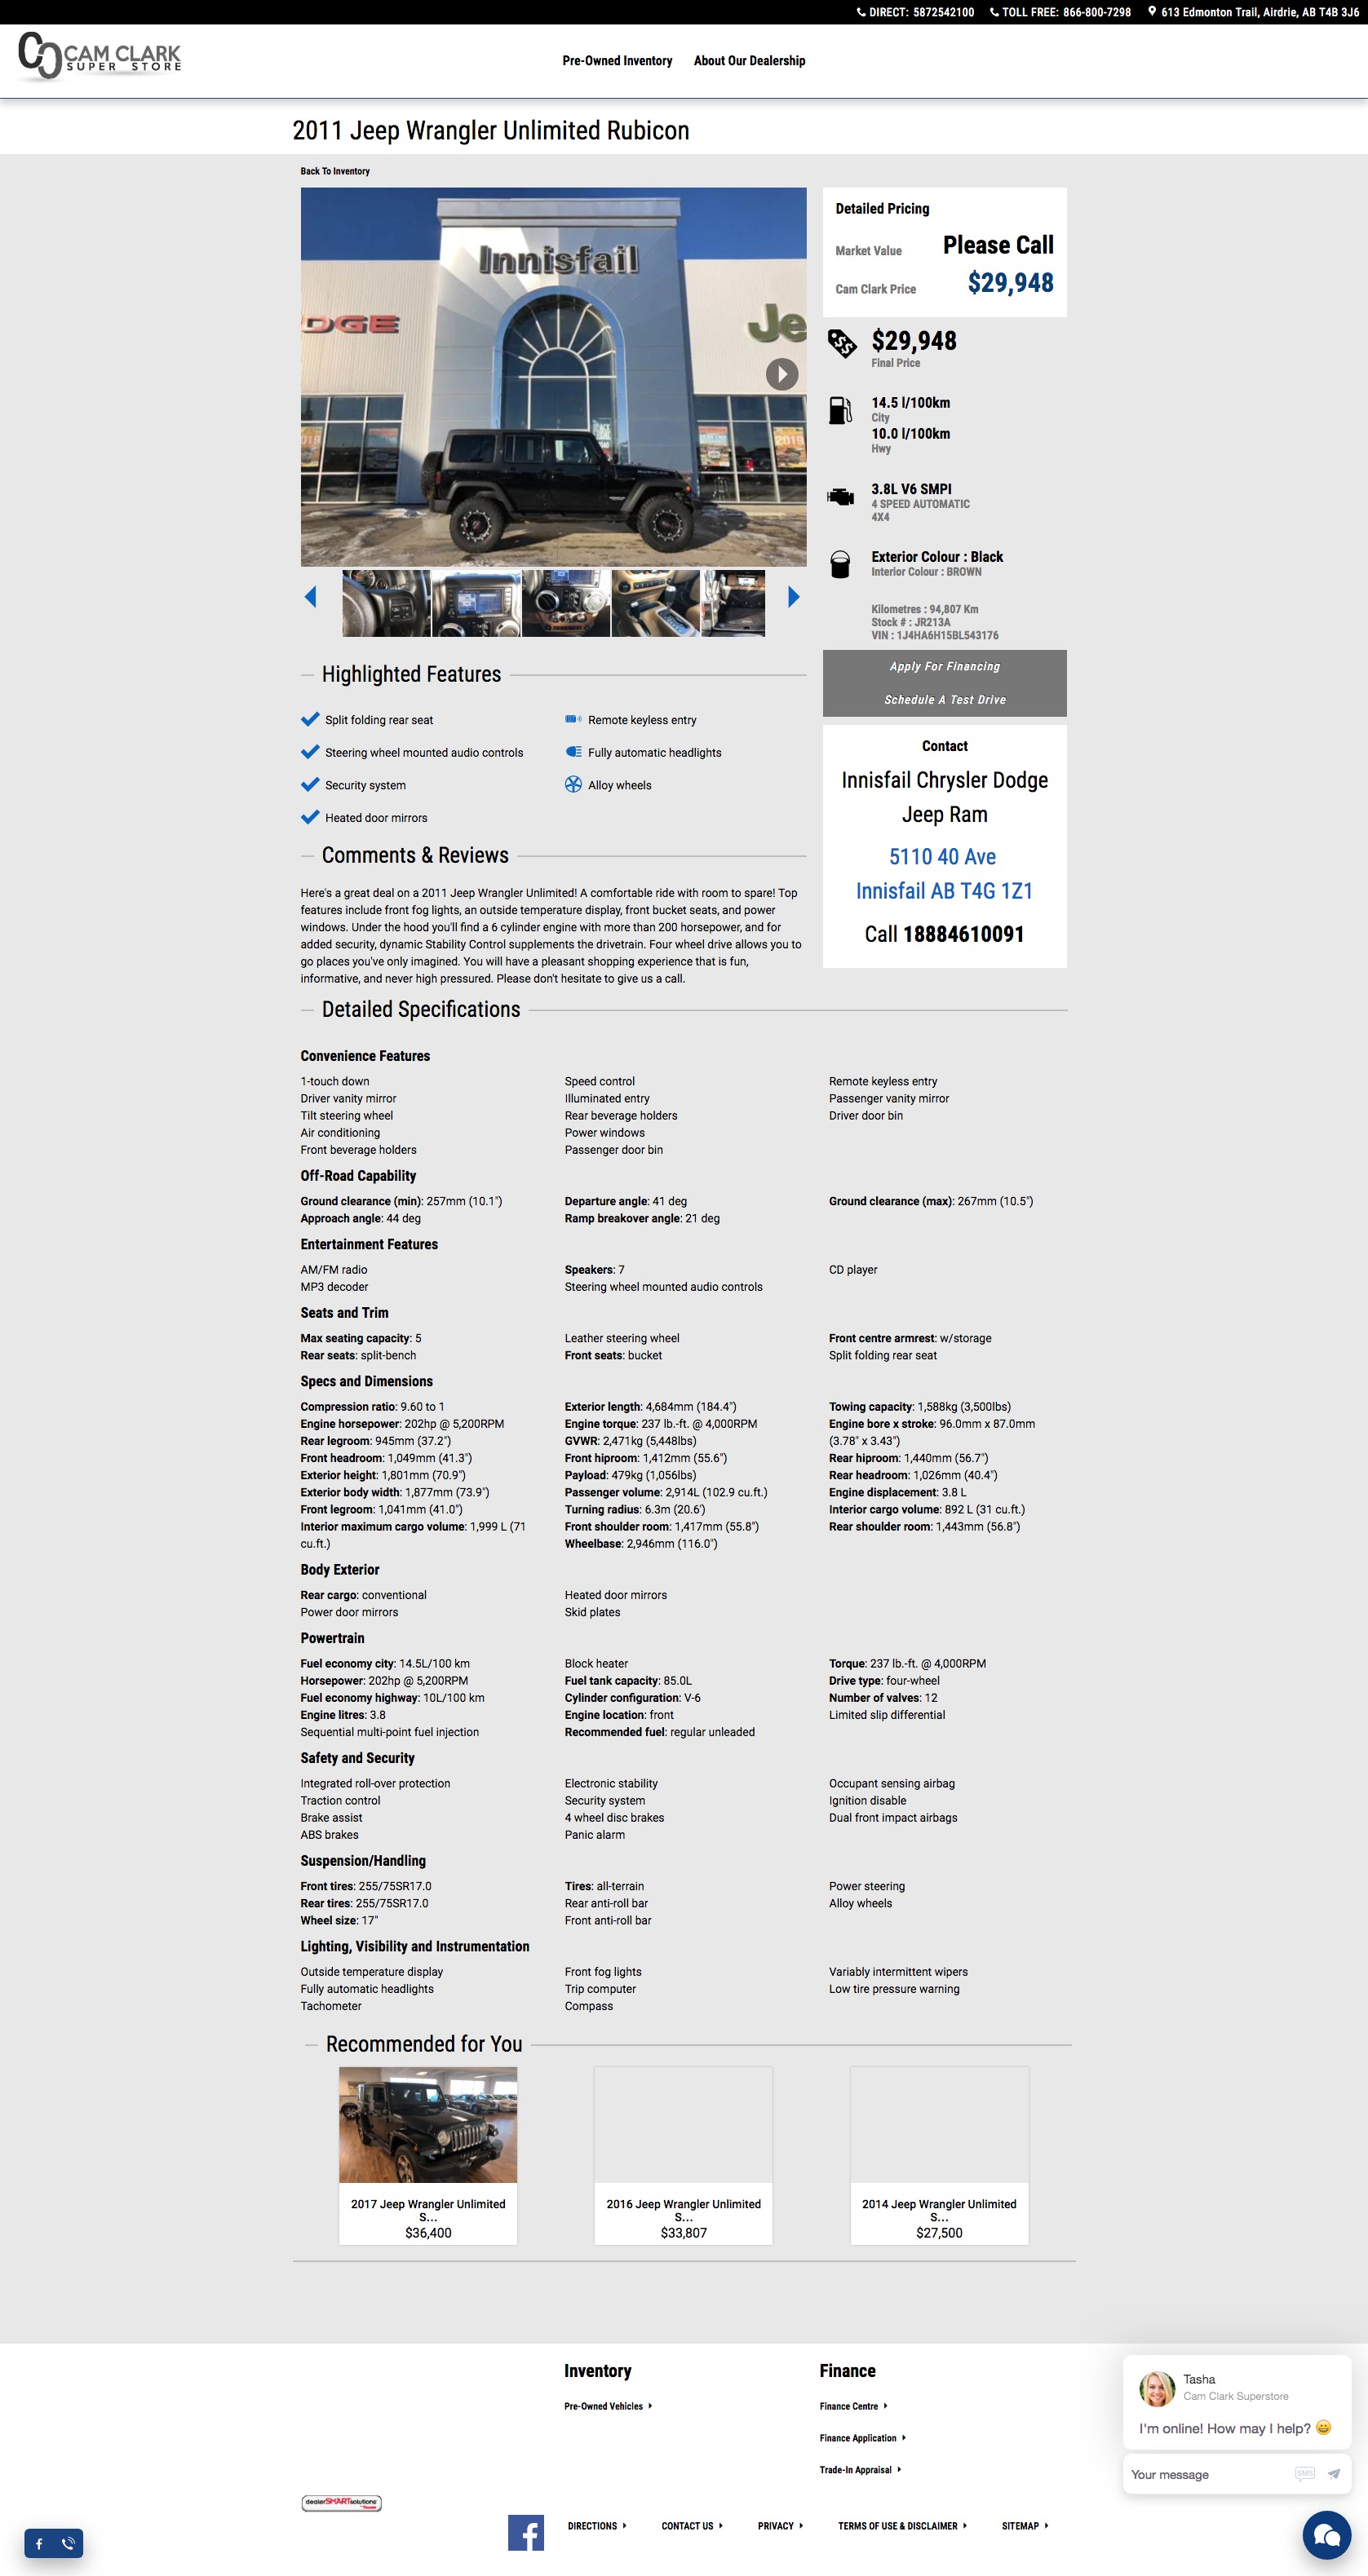 DIRECT: 5872542100 TOLL FREE: 866-800-7298 613 Edmonton Trail, Airdrie, AB T4B 3J6
CAM CLARK
SUPER STORE
Pre-Owned Inventory About Our Dealership
2011 Jeep Wrangler Unlimited Rubicon
Back To Inventory
Innisfail
DGE
Je
2019
2019
Detailed Pricing
Market Value Please Call
Cam Clark Price $29,948
$29,948
Final Price
14.5 l/100km
City
10.0 l/100km
Hwy
3.8L V6 SMPI
4 SPEED AUTOMATIC
4X4
Exterior Colour : Black
Interior Colour : BROWN
Kilometres : 94,807 Km
Stock # : JR213A
VIN : 1J4HA6H15BL543176
Apply For Financing
Schedule A Test Drive
Contact
Innisfail Chrysler Dodge
Jeep Ram
5110 40 Ave
Innisfail AB T4G 1Z1
Call 18884610091
Highlighted Features
Split folding rear seat Remote keyless entry
Steering wheel mounted audio controls Fully automatic headlights
Security system Alloy wheels
Heated door mirrors
Comments & Reviews
Here's a great deal on a 2011 Jeep Wrangler Unlimited! A comfortable ride with room to spare! Top
features include front fog lights, an outside temperature display, front bucket seats, and power
windows. Under the hood you'll find a 6 cylinder engine with more than 200 horsepower, and for
added security, dynamic Stability Control supplements the drivetrain. Four wheel drive allows you to
go places you've only imagined. You will have a pleasant shopping experience that is fun,
informative, and never high pressured. Please don't hesitate to give us a call.
Detailed Specifications
Convenience Features
1-touch down Speed control Remote keyless entry
Driver vanity mirror Illuminated entry Passenger vanity mirror
Tilt steering wheel Rear beverage holders Driver door bin
Air conditioning Power windows
Front beverage holders Passenger door bin
Off-Road Capability
Ground clearance (min): 257mm (10.1") Departure angle: 41 deg Ground clearance (max): 267mm (10.5")
Approach angle: 44 deg Ramp breakover angle: 21 deg
Entertainment Features
AM/FM radio Speakers: 7 CD player
MP3 decoder Steering wheel mounted audio controls
Seats and Trim
Max seating capacity: 5 Leather steering wheel Front centre armrest: w/storage
Rear seats: split-bench Front seats: bucket Split folding rear seat
Specs and Dimensions
Compression ratio: 9.60 to 1 Exterior length: 4,684mm (184.4") Towing capacity: 1,588kg (3,500lbs)
Engine horsepower: 202hp @ 5,200RPM Engine torque: 237 lb.-ft. @ 4,000RPM Engine bore x stroke: 96.0mm x 87.0mm
Rear legroom: 945mm (37.2") GVWR: 2,471kg (5,448lbs) (3.78" x 3.43")
Front headroom: 1,049mm (41.3") Front hiproom: 1,412mm (55.6") Rear hiproom: 1,440mm (56.7")
Exterior height: 1,801mm (70.9") Payload: 479kg (1,056lbs) Rear headroom: 1,026mm (40.4")
Exterior body width: 1,877mm (73.9") Passenger volume: 2,914L (102.9 cu.ft.) Engine displacement: 3.8 L
Front legroom: 1,041mm (41.0") Turning radius: 6.3m (20.6') Interior cargo volume: 892 L (31 cu.ft.)
Interior maximum cargo volume: 1,999 L (71 Front shoulder room: 1,417mm (55.8") Rear shoulder room: 1,443mm (56.8")
cu.ft.) Wheelbase: 2,946mm (116.0")
Body Exterior
Rear cargo: conventional Heated door mirrors
Power door mirrors Skid plates
Powertrain
Fuel economy city: 14.5L/100 km Block heater Torque: 237 lb.-ft. @ 4,000RPM
Horsepower: 202hp @ 5,200RPM Fuel tank capacity: 85.0L Drive type: four-wheel
Fuel economy highway: 10L/100 km Cylinder configuration: V-6 Number of valves: 12
Engine litres: 3.8 Engine location: front Limited slip differential
Sequential multi-point fuel injection Recommended fuel: regular unleaded
Safety and Security
Integrated roll-over protection Electronic stability Occupant sensing airbag
Traction control Security system Ignition disable
Brake assist 4 wheel disc brakes Dual front impact airbags
ABS brakes Panic alarm
Suspension/Handling
Front tires: 255/75SR17.0 Tires: all-terrain Power steering
Rear tires: 255/75SR17.0 Rear anti-roll bar Alloy wheels
Wheel size: 17" Front anti-roll bar
Lighting, Visibility and Instrumentation
Outside temperature display Front fog lights Variably intermittent wipers
Fully automatic headlights Trip computer Low tire pressure warning
Tachometer Compass
Recommended for You
2017 Jeep Wrangler Unlimited S... $36,400
2016 Jeep Wrangler Unlimited S... $33,807
2014 Jeep Wrangler Unlimited S... $27,500
Inventory Finance
Pre-Owned Vehicles Finance Centre
Finance Application
Trade-In Appraisal
Tasha
Cam Clark Superstore
I'm online! How may I help? 😀
Your message SMS
dealerSMARTsolutions
DIRECTIONS CONTACT US PRIVACY TERMS OF USE & DISCLAIMER SITEMAP